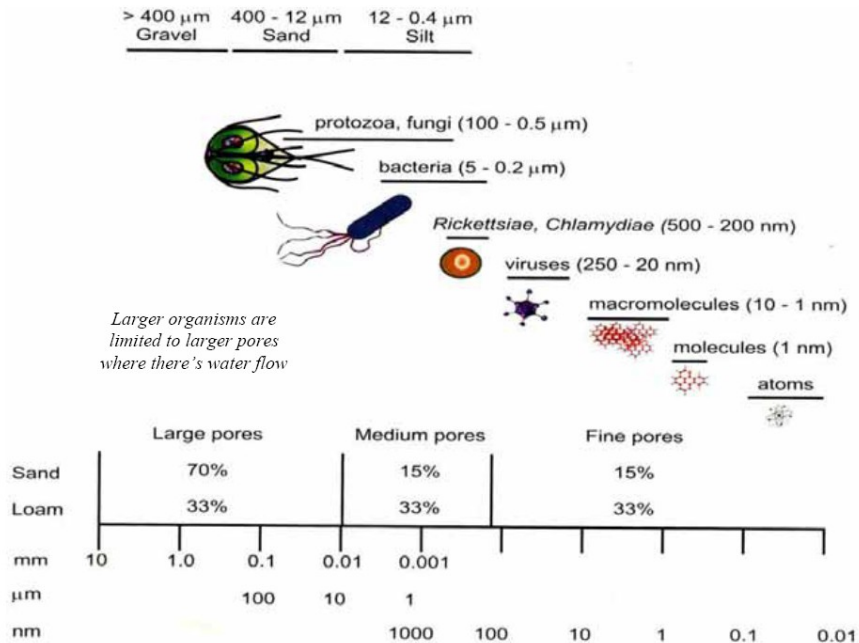 > 400 µm 400 - 12 µm 12 - 0.4 µm
Gravel Sand Silt
protozoa, fungi (100 - 0.5 µm)
bacteria (5 - 0.2 µm)
Rickettsiae, Chlamydiae (500 - 200 nm)
viruses (250 - 20 nm)
macromolecules (10 - 1 nm)
Larger organisms are
limited to larger pores
where there's water flow
molecules (1 nm)
atoms
Large pores Medium pores Fine pores
Sand 70% 15% 15%
Loam 33% 33% 33%
mm 10 1.0 0.1 0.01 0.001
µm 100 10 1
nm 1000 100 10 1 0.1 0.01